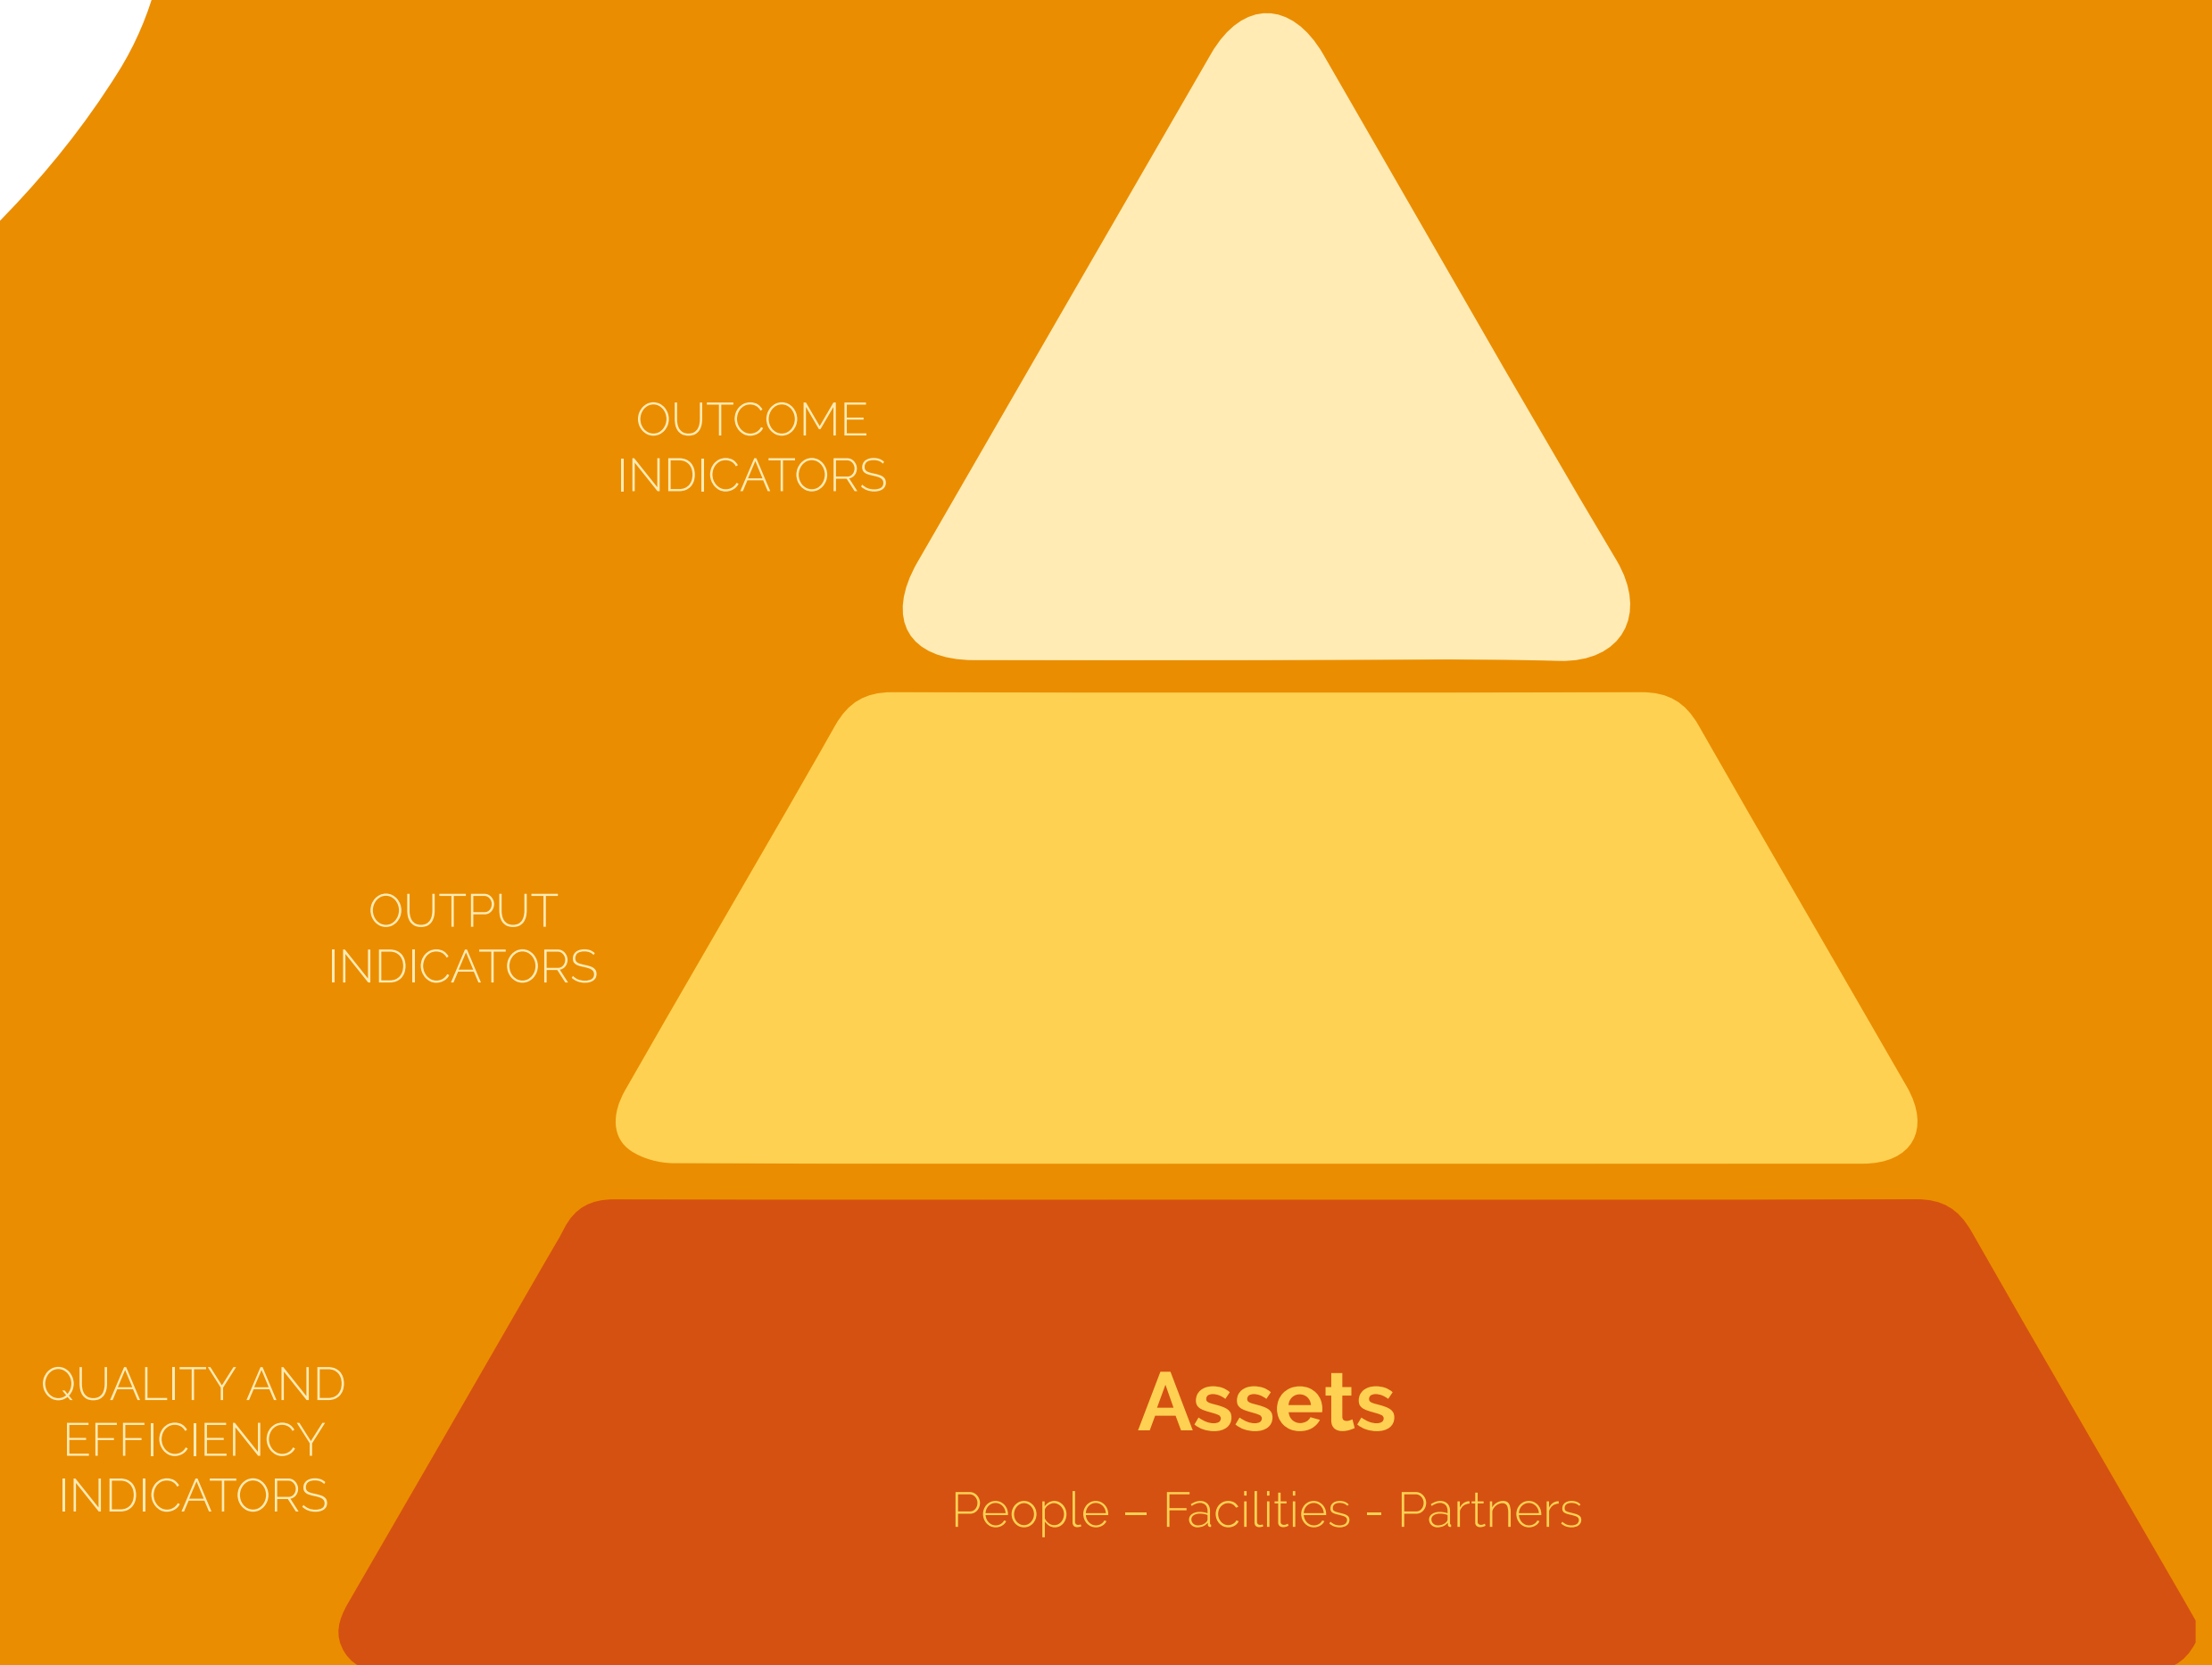 OUTCOME
INDICATORS
OUTPUT
INDICATORS
QUALITY AND
EFFICIENCY
INDICATORS
Assets
People – Facilities - Partners